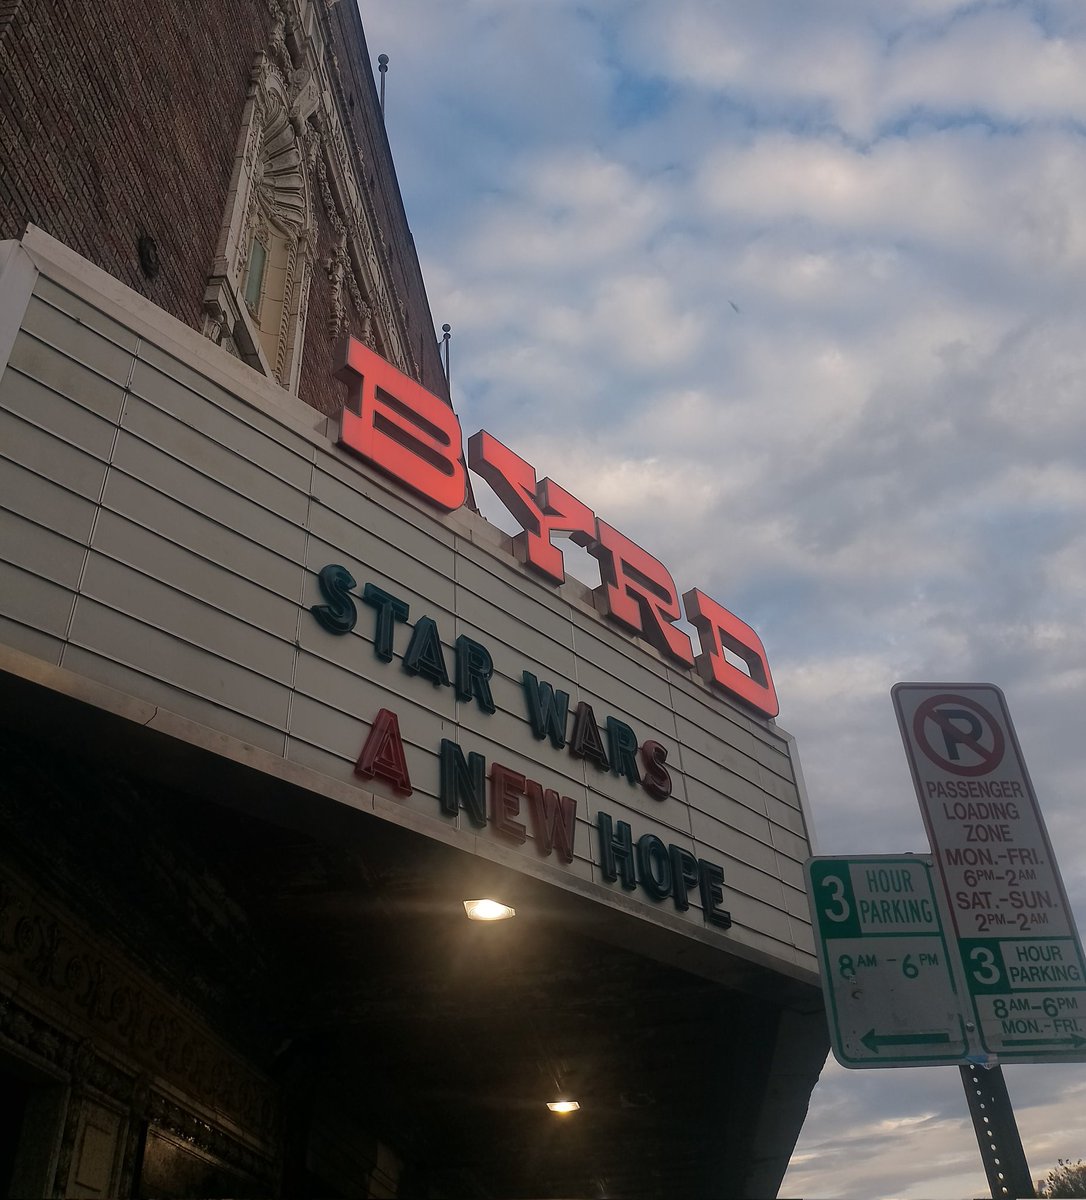 BYRD
STAR WARS
A NEW HOPE
P
PASSENGER
LOADING
ZONE
MON.-FRI.
6PM-2AM
SAT.-SUN.
2PM-2AM
3 HOUR
PARKING
8AM-6PM
MON.-FRI.
3 HOUR
PARKING
8AM - 6PM